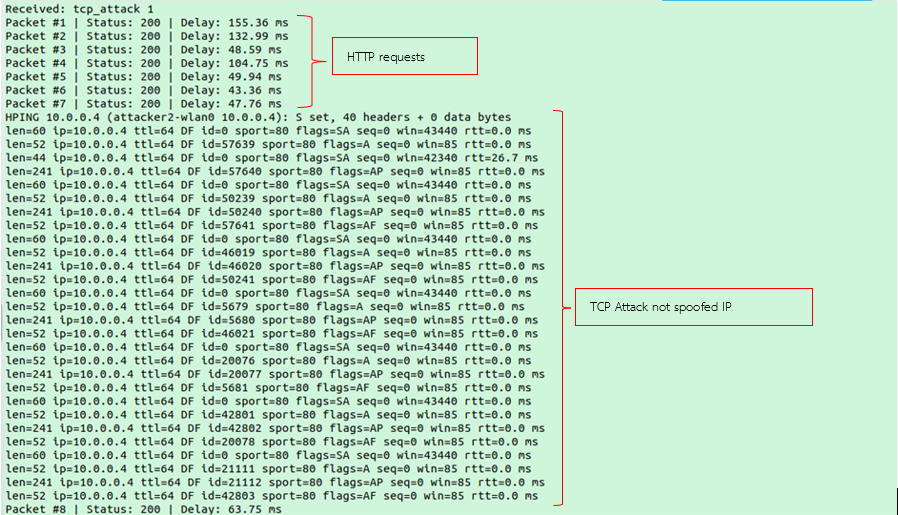 Received: tcp_attack 1
Packet #1 | Status: 200 | Delay: 155.36 ms
Packet #2 | Status: 200 | Delay: 132.99 ms
Packet #3 | Status: 200 | Delay: 48.59 ms
Packet #4 | Status: 200 | Delay: 104.75 ms
Packet #5 | Status: 200 | Delay: 49.94 ms
Packet #6 | Status: 200 | Delay: 43.36 ms
Packet #7 | Status: 200 | Delay: 47.76 ms
HTTP requests
HPING 10.0.0.4 (attacker2-wlan0 10.0.0.4): S set, 40 headers + 0 data bytes
len=60 ip=10.0.0.4 ttl=64 DF id=0 sport=80 flags=SA seq=0 win=43440 rtt=0.0 ms
len=52 ip=10.0.0.4 ttl=64 DF id=57639 sport=80 flags=A seq=0 win=85 rtt=0.0 ms
len=44 ip=10.0.0.4 ttl=64 DF id=0 sport=80 flags=SA seq=0 win=42340 rtt=26.7 ms
len=241 ip=10.0.0.4 ttl=64 DF id=57640 sport=80 flags=AP seq=0 win=85 rtt=0.0 ms
len=60 ip=10.0.0.4 ttl=64 DF id=0 sport=80 flags=SA seq=0 win=43440 rtt=0.0 ms
len=52 ip=10.0.0.4 ttl=64 DF id=50239 sport=80 flags=A seq=0 win=85 rtt=0.0 ms
len=241 ip=10.0.0.4 ttl=64 DF id=50240 sport=80 flags=AP seq=0 win=85 rtt=0.0 ms
len=52 ip=10.0.0.4 ttl=64 DF id=57641 sport=80 flags=AF seq=0 win=85 rtt=0.0 ms
len=60 ip=10.0.0.4 ttl=64 DF id=0 sport=80 flags=SA seq=0 win=43440 rtt=0.0 ms
len=52 ip=10.0.0.4 ttl=64 DF id=46019 sport=80 flags=A seq=0 win=85 rtt=0.0 ms
len=241 ip=10.0.0.4 ttl=64 DF id=46020 sport=80 flags=AP seq=0 win=85 rtt=0.0 ms
len=52 ip=10.0.0.4 ttl=64 DF id=50241 sport=80 flags=AF seq=0 win=85 rtt=0.0 ms
len=60 ip=10.0.0.4 ttl=64 DF id=0 sport=80 flags=SA seq=0 win=43440 rtt=0.0 ms
len=52 ip=10.0.0.4 ttl=64 DF id=5679 sport=80 flags=A seq=0 win=85 rtt=0.0 ms
len=241 ip=10.0.0.4 ttl=64 DF id=5680 sport=80 flags=AP seq=0 win=85 rtt=0.0 ms
len=52 ip=10.0.0.4 ttl=64 DF id=46021 sport=80 flags=AF seq=0 win=85 rtt=0.0 ms
len=60 ip=10.0.0.4 ttl=64 DF id=0 sport=80 flags=SA seq=0 win=43440 rtt=0.0 ms
len=52 ip=10.0.0.4 ttl=64 DF id=20076 sport=80 flags=A seq=0 win=85 rtt=0.0 ms
len=241 ip=10.0.0.4 ttl=64 DF id=20077 sport=80 flags=AP seq=0 win=85 rtt=0.0 ms
len=52 ip=10.0.0.4 ttl=64 DF id=5681 sport=80 flags=AF seq=0 win=85 rtt=0.0 ms
len=60 ip=10.0.0.4 ttl=64 DF id=0 sport=80 flags=SA seq=0 win=43440 rtt=0.0 ms
len=52 ip=10.0.0.4 ttl=64 DF id=42801 sport=80 flags=A seq=0 win=85 rtt=0.0 ms
len=241 ip=10.0.0.4 ttl=64 DF id=42802 sport=80 flags=AP seq=0 win=85 rtt=0.0 ms
len=52 ip=10.0.0.4 ttl=64 DF id=20078 sport=80 flags=AF seq=0 win=85 rtt=0.0 ms
len=60 ip=10.0.0.4 ttl=64 DF id=0 sport=80 flags=SA seq=0 win=43440 rtt=0.0 ms
len=52 ip=10.0.0.4 ttl=64 DF id=21111 sport=80 flags=A seq=0 win=85 rtt=0.0 ms
len=241 ip=10.0.0.4 ttl=64 DF id=21112 sport=80 flags=AP seq=0 win=85 rtt=0.0 ms
len=52 ip=10.0.0.4 ttl=64 DF id=42803 sport=80 flags=AF seq=0 win=85 rtt=0.0 ms
TCP Attack not spoofed IP
Packet #8 | Status: 200 | Delay: 63.75 ms